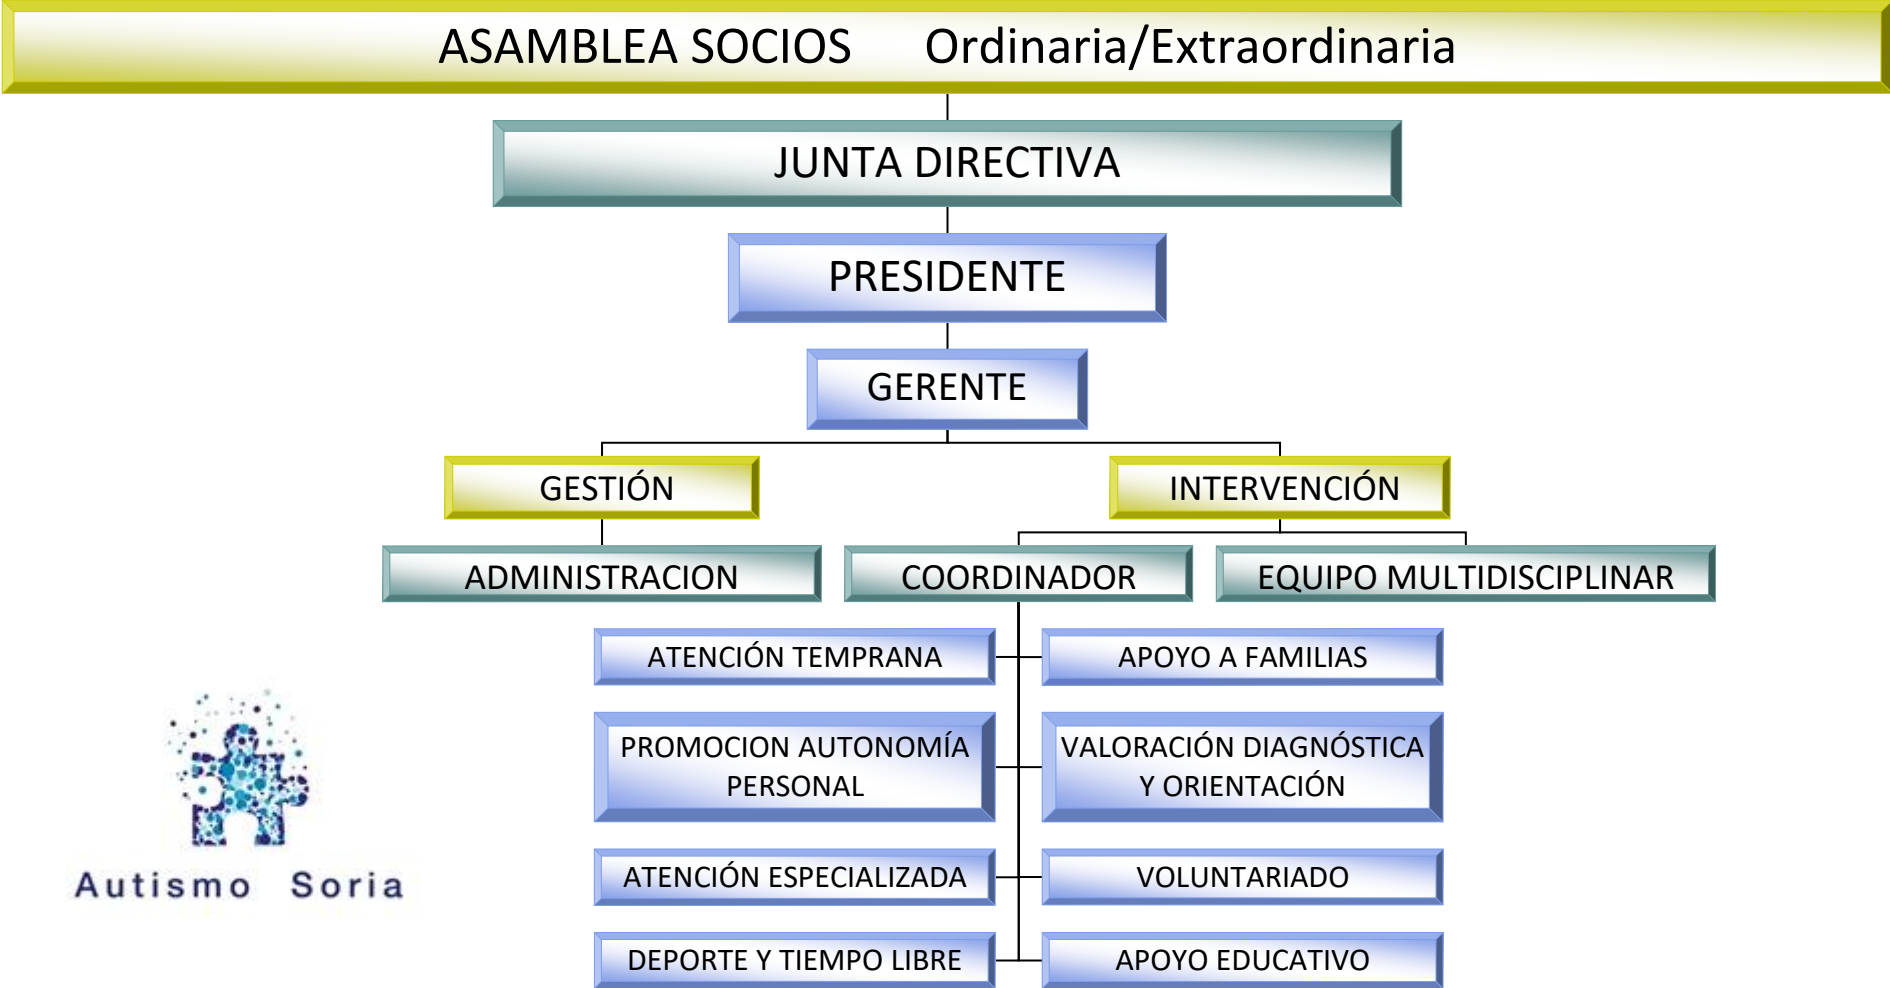 ASAMBLEA SOCIOS Ordinaria/Extraordinaria
JUNTA DIRECTIVA
PRESIDENTE
GERENTE
GESTIÓN
INTERVENCIÓN
ADMINISTRACION
COORDINADOR
EQUIPO MULTIDISCIPLINAR
ATENCIÓN TEMPRANA
APOYO A FAMILIAS
PROMOCION AUTONOMÍA
PERSONAL
VALORACIÓN DIAGNÓSTICA
Y ORIENTACIÓN
ATENCIÓN ESPECIALIZADA
VOLUNTARIADO
DEPORTE Y TIEMPO LIBRE
APOYO EDUCATIVO
Autismo Soria